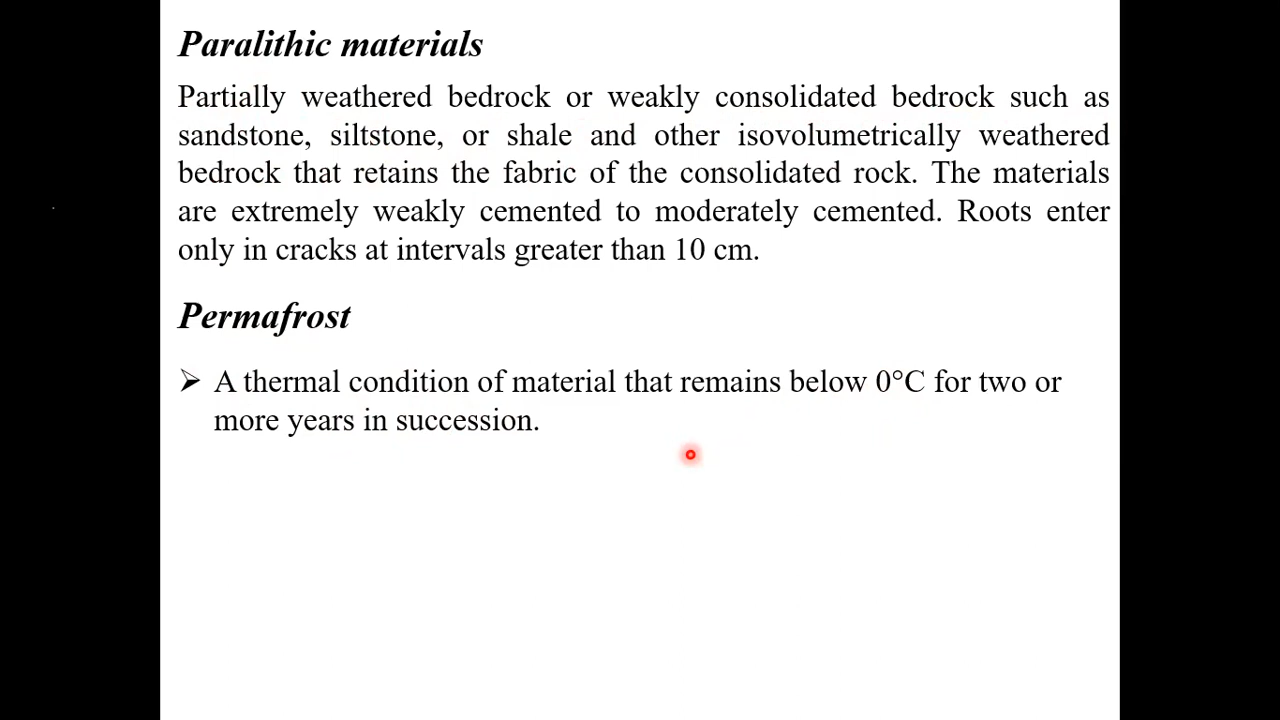 Paralithic materials
Partially weathered bedrock or weakly consolidated bedrock such as
sandstone, siltstone, or shale and other isovolumetrically weathered
bedrock that retains the fabric of the consolidated rock. The materials
are extremely weakly cemented to moderately cemented. Roots enter
only in cracks at intervals greater than 10 cm.
Permafrost
➢ A thermal condition of material that remains below 0°C for two or
more years in succession.